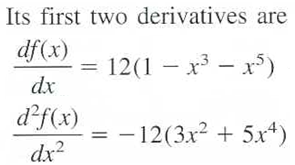 Its first two derivatives are
df(x)/dx = 12(1 − x³ − x⁵)
d²f(x)/dx² = −12(3x² + 5x⁴)